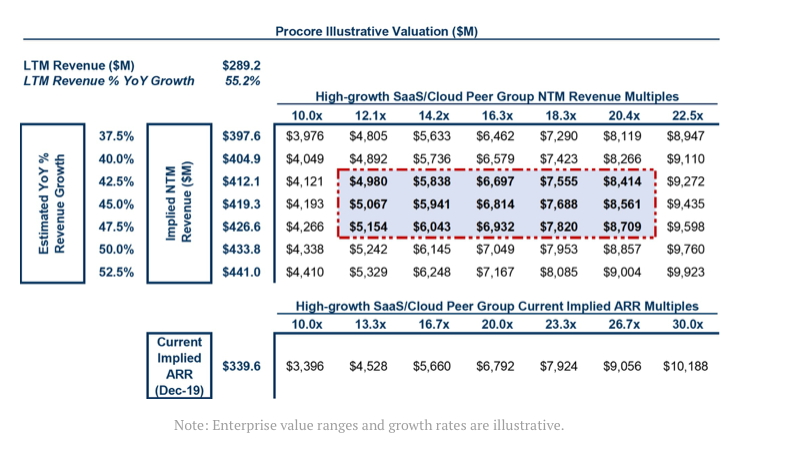 Procore Illustrative Valuation ($M)
LTM Revenue ($M) $289.2
LTM Revenue % YoY Growth 55.2%
High-growth SaaS/Cloud Peer Group NTM Revenue Multiples
10.0x 12.1x 14.2x 16.3x 18.3x 20.4x 22.5x
Estimated YoY %
Revenue Growth
Implied NTM
Revenue ($M)
37.5% $397.6 $3,976 $4,805 $5,633 $6,462 $7,290 $8,119 $8,947
40.0% $404.9 $4,049 $4,892 $5,736 $6,579 $7,423 $8,266 $9,110
42.5% $412.1 $4,121 $4,980 $5,838 $6,697 $7,555 $8,414 $9,272
45.0% $419.3 $4,193 $5,067 $5,941 $6,814 $7,688 $8,561 $9,435
47.5% $426.6 $4,266 $5,154 $6,043 $6,932 $7,820 $8,709 $9,598
50.0% $433.8 $4,338 $5,242 $6,145 $7,049 $7,953 $8,857 $9,760
52.5% $441.0 $4,410 $5,329 $6,248 $7,167 $8,085 $9,004 $9,923
High-growth SaaS/Cloud Peer Group Current Implied ARR Multiples
10.0x 13.3x 16.7x 20.0x 23.3x 26.7x 30.0x
Current
Implied
ARR
(Dec-19)
$339.6 $3,396 $4,528 $5,660 $6,792 $7,924 $9,056 $10,188
Note: Enterprise value ranges and growth rates are illustrative.